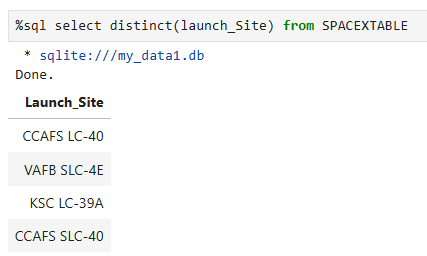 %sql select distinct(launch_Site) from SPACEXTABLE
* sqlite:///my_data1.db
Done.
Launch_Site
CCAFS LC-40
VAFB SLC-4E
KSC LC-39A
CCAFS SLC-40